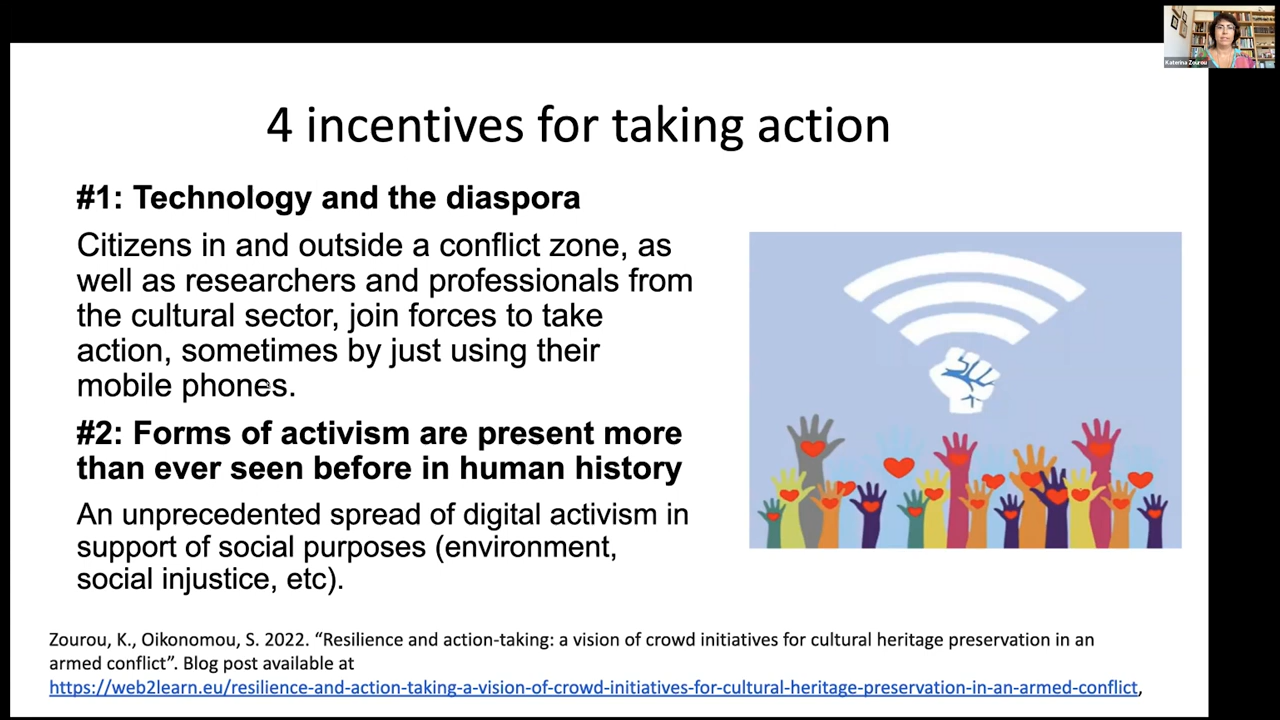 Katerina Zourou
4 incentives for taking action
#1: Technology and the diaspora
Citizens in and outside a conflict zone, as
well as researchers and professionals from
the cultural sector, join forces to take
action, sometimes by just using their
mobile phones.
#2: Forms of activism are present more
than ever seen before in human history
An unprecedented spread of digital activism in
support of social purposes (environment,
social injustice, etc).
Zourou, K., Oikonomou, S. 2022. “Resilience and action-taking: a vision of crowd initiatives for cultural heritage preservation in an
armed conflict”. Blog post available at
https://web2learn.eu/resilience-and-action-taking-a-vision-of-crowd-initiatives-for-cultural-heritage-preservation-in-an-armed-conflict,